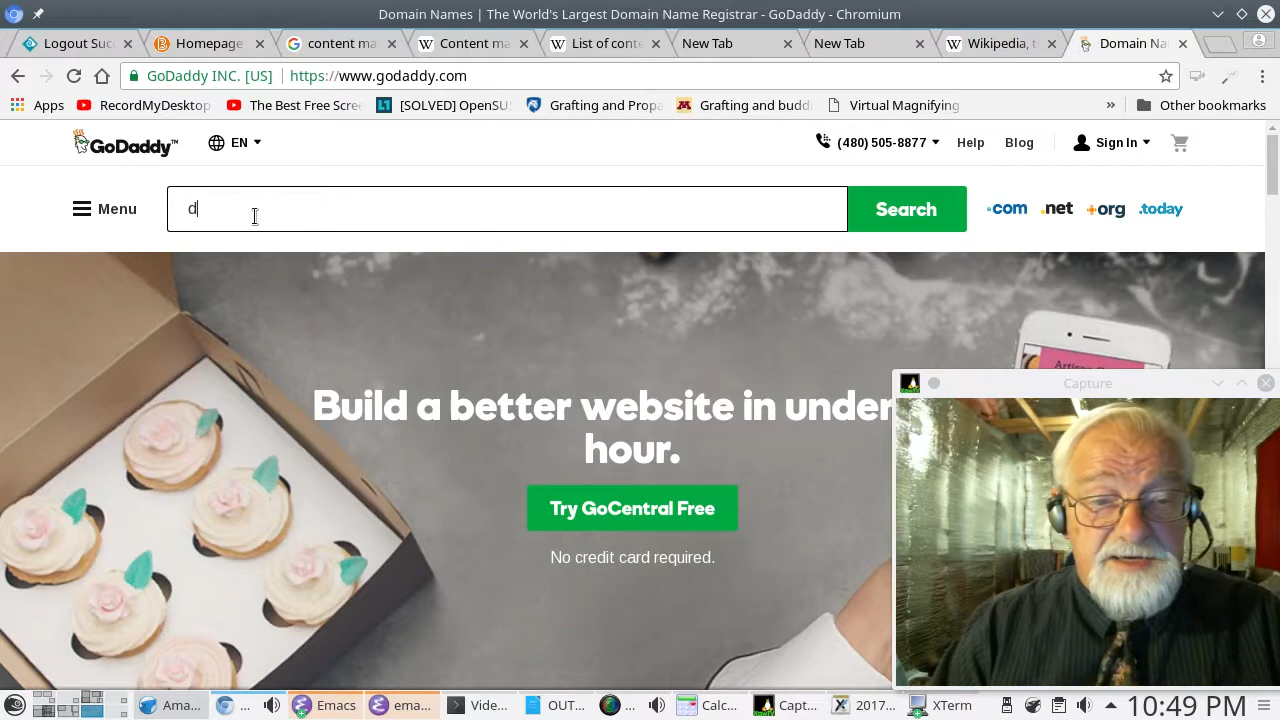 Domain Names | The World's Largest Domain Name Registrar - GoDaddy - Chromium
Logout Suc
Homepage
content ma
Content ma
List of conte
New Tab
New Tab
Wikipedia, t
Domain Na
GoDaddy INC. [US] https://www.godaddy.com
Apps
RecordMyDesktop
The Best Free Scre
[SOLVED] OpenSUS
Grafting and Propa
Grafting and buddi
Virtual Magnifying
» Other bookmarks
GoDaddy™
EN
(480) 505-8877
Help
Blog
Sign In
Menu
d
Search
.com
.net
.org
.today
Build a better website in under
hour.
Try GoCentral Free
No credit card required.
Capture
Ama...
...
Emacs
ema...
Vide...
OUT...
...
Calc...
Capt...
2017...
XTerm
10:49 PM